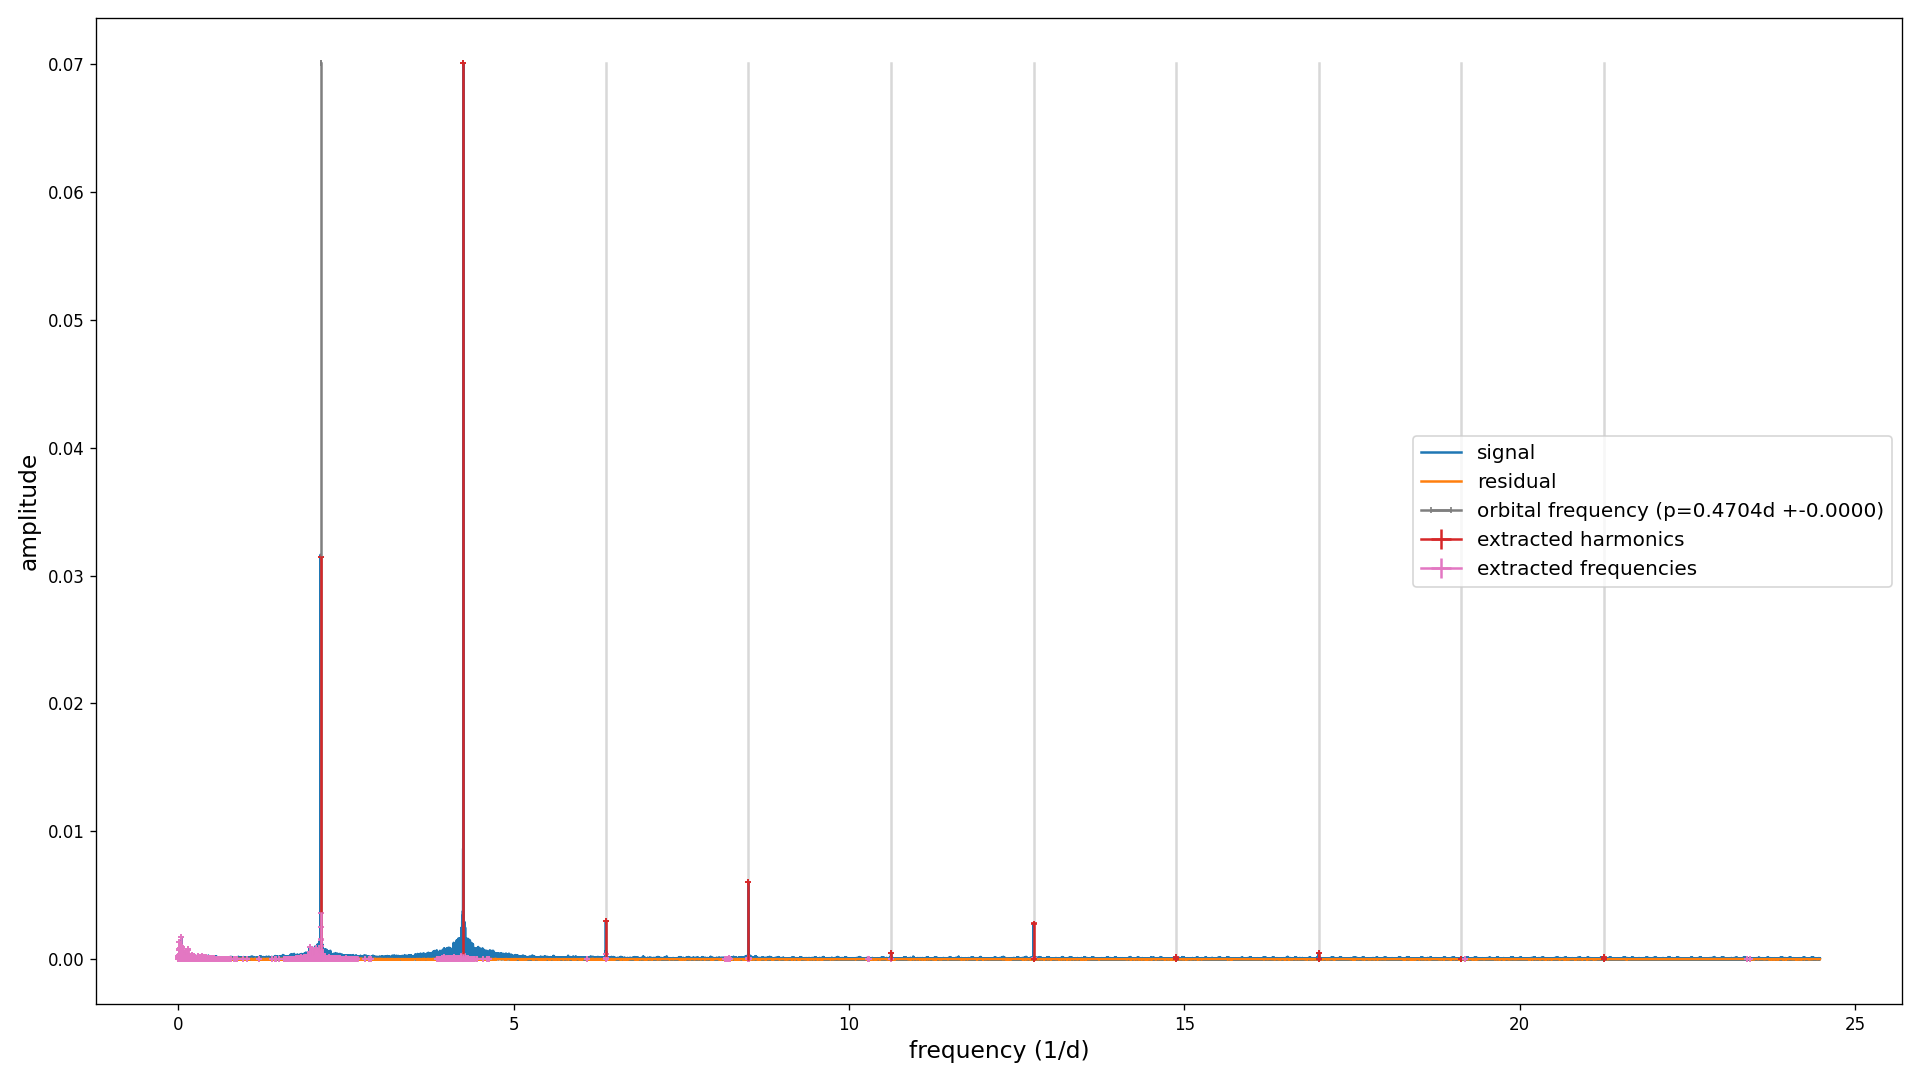 0.07
0.06
0.05
0.04
0.03
0.02
0.01
0.00
amplitude
0
5
10
15
20
25
frequency (1/d)
signal
residual
orbital frequency (p=0.4704d +-0.0000)
extracted harmonics
extracted frequencies